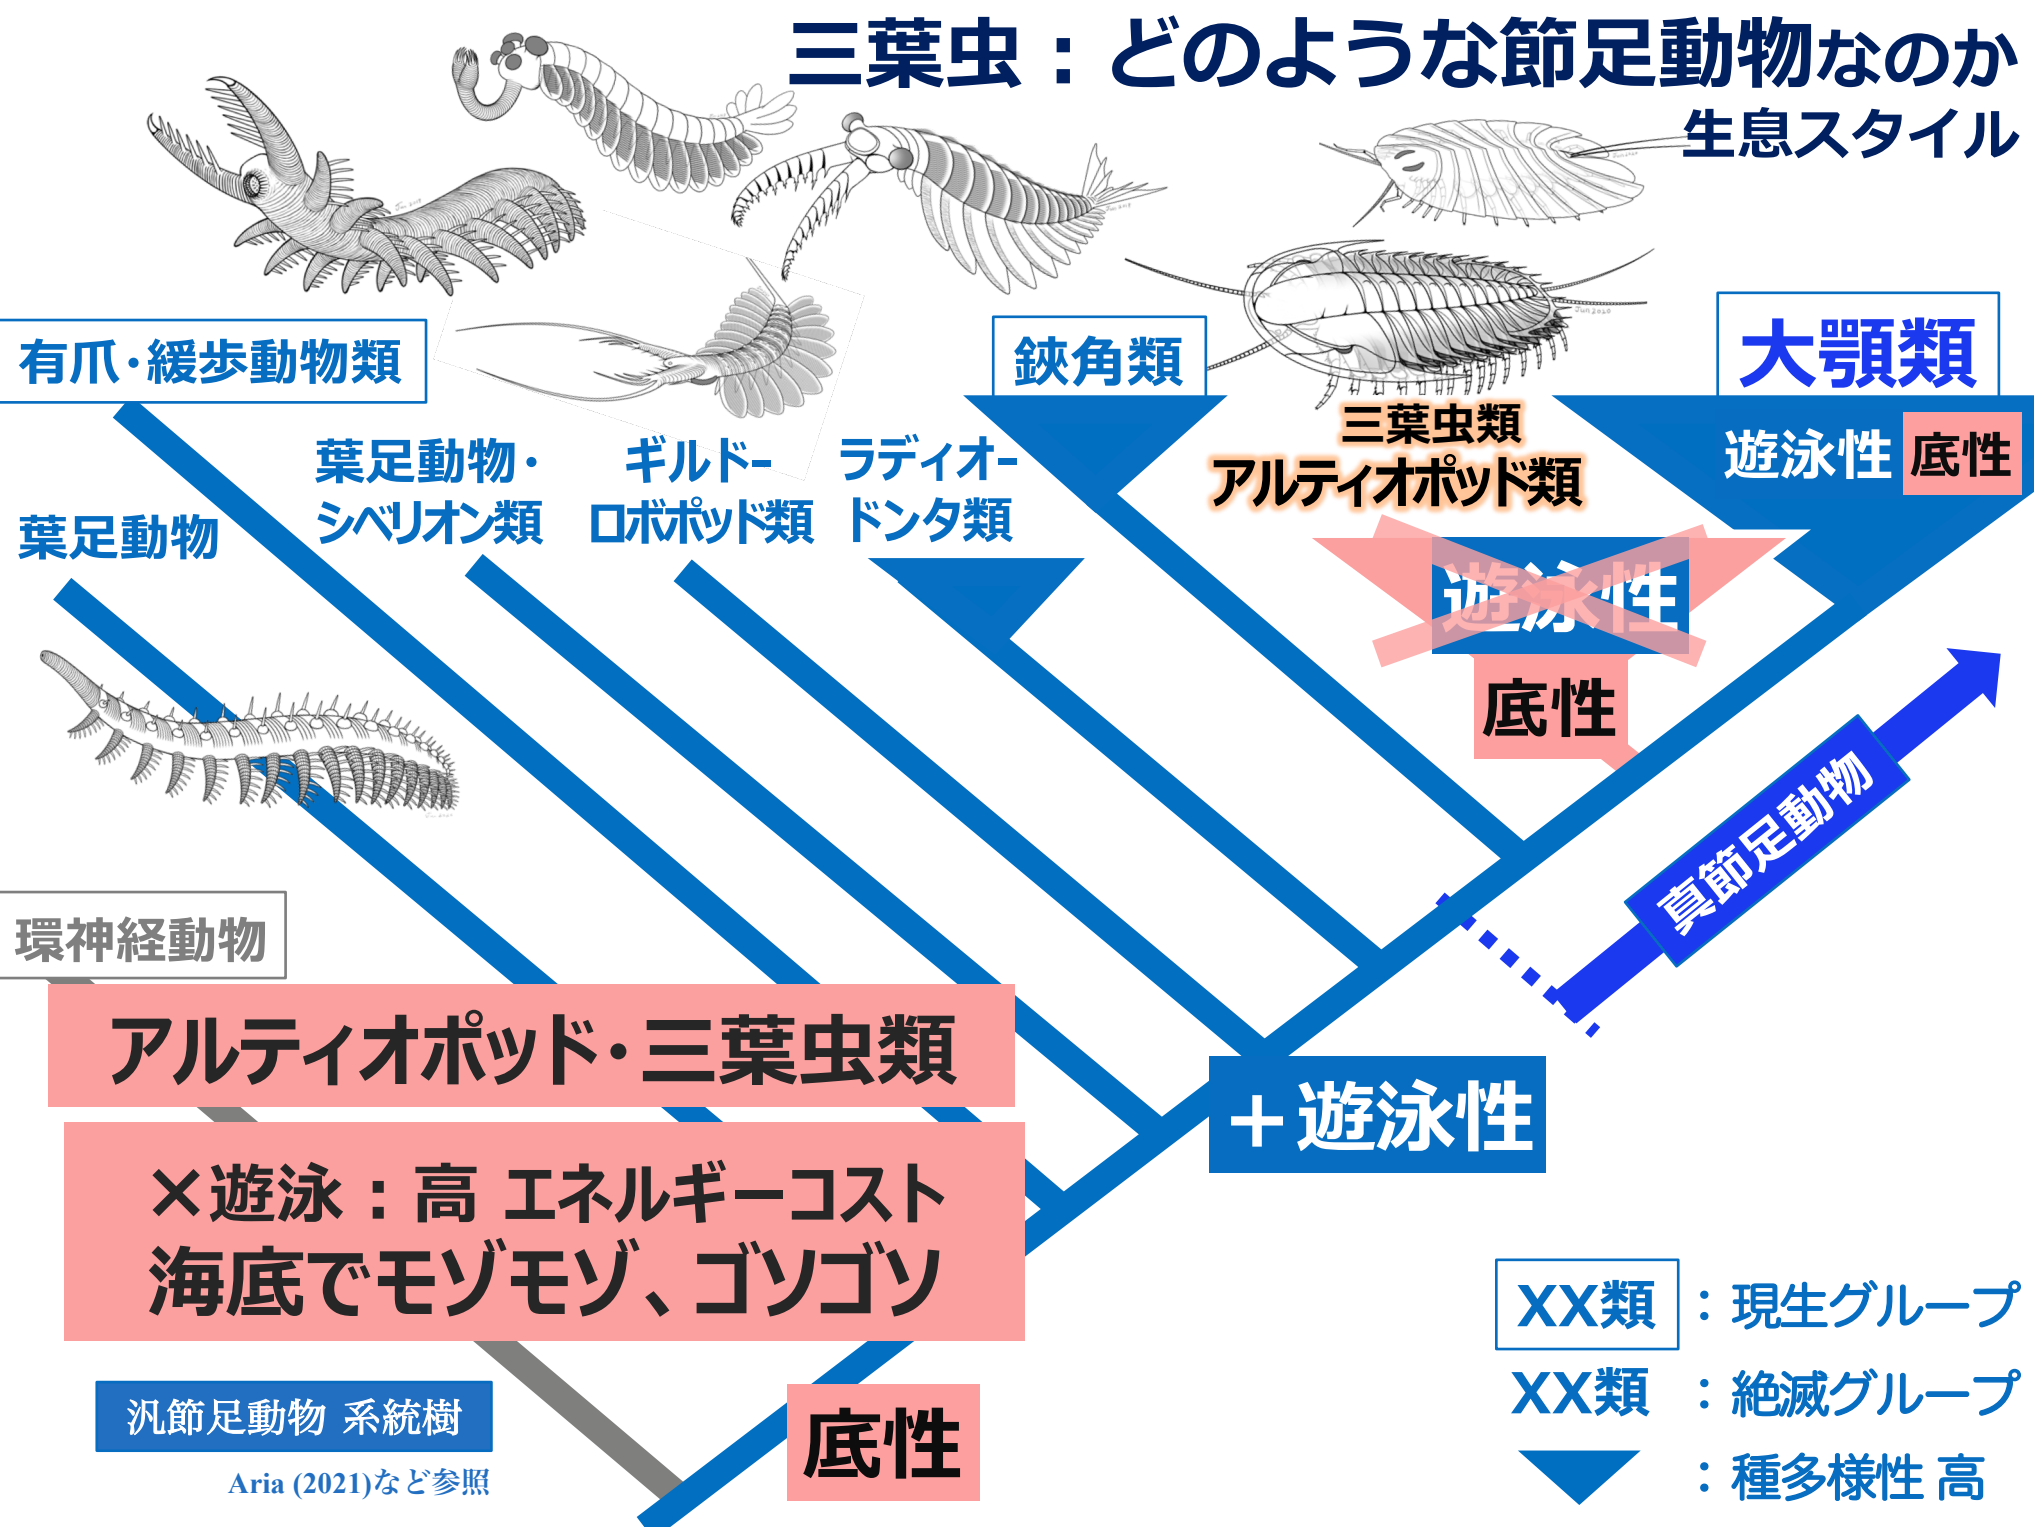 三葉虫：どのような節足動物なのか
生息スタイル
有爪・緩歩動物類
鋏角類
大顎類
三葉虫類
アルティオポッド類
遊泳性
底性
葉足動物・
シベリオン類
ギルド-
ロボポッド類
ラディオ-
ドンタ類
葉足動物
遊泳性
底性
真節足動物
環神経動物
アルティオポッド・三葉虫類
＋遊泳性
×遊泳：高 エネルギーコスト
海底でモゾモゾ、ゴソゴソ
底性
汎節足動物 系統樹
Aria (2021)など参照
XX類：現生グループ
XX類：絶滅グループ
：種多様性 高